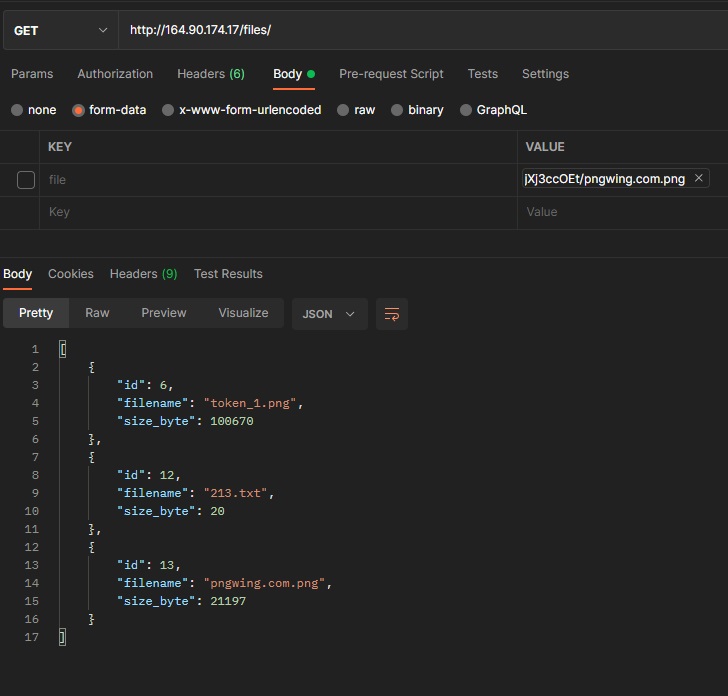 GET http://164.90.174.17/files/
Params Authorization Headers (6) Body Pre-request Script Tests Settings
none form-data x-www-form-urlencoded raw binary GraphQL
KEY VALUE
file jXj3ccOEt/pngwing.com.png ×
Key Value
Body Cookies Headers (9) Test Results
Pretty Raw Preview Visualize JSON
1 [
2 {
3 "id": 6,
4 "filename": "token_1.png",
5 "size_byte": 100670
6 },
7 {
8 "id": 12,
9 "filename": "213.txt",
10 "size_byte": 20
11 },
12 {
13 "id": 13,
14 "filename": "pngwing.com.png",
15 "size_byte": 21197
16 }
17 ]